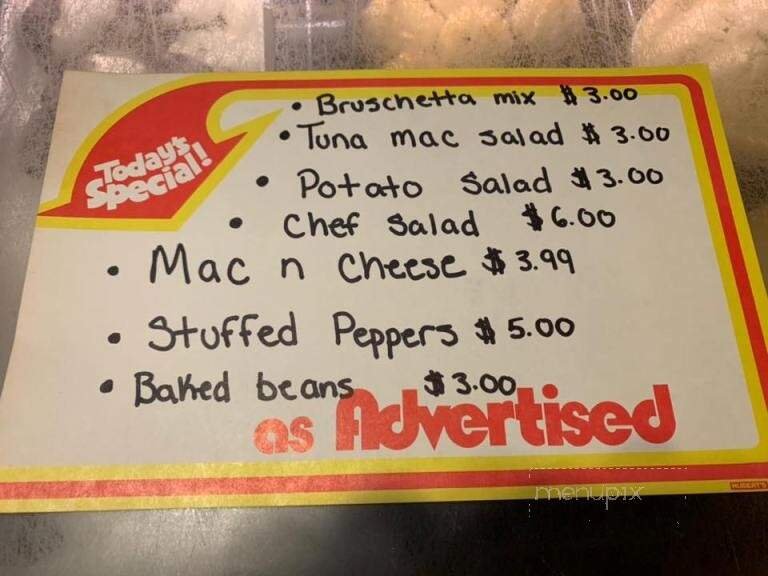 • Bruschetta mix $3.00
Today's
Special!
• Tuna mac salad $3.00
• Potato Salad $3.00
• Chef Salad $6.00
• Mac n Cheese $3.99
• Stuffed Peppers $5.00
• Baked beans $3.00
as Advertised
menupix
HUBERT'S